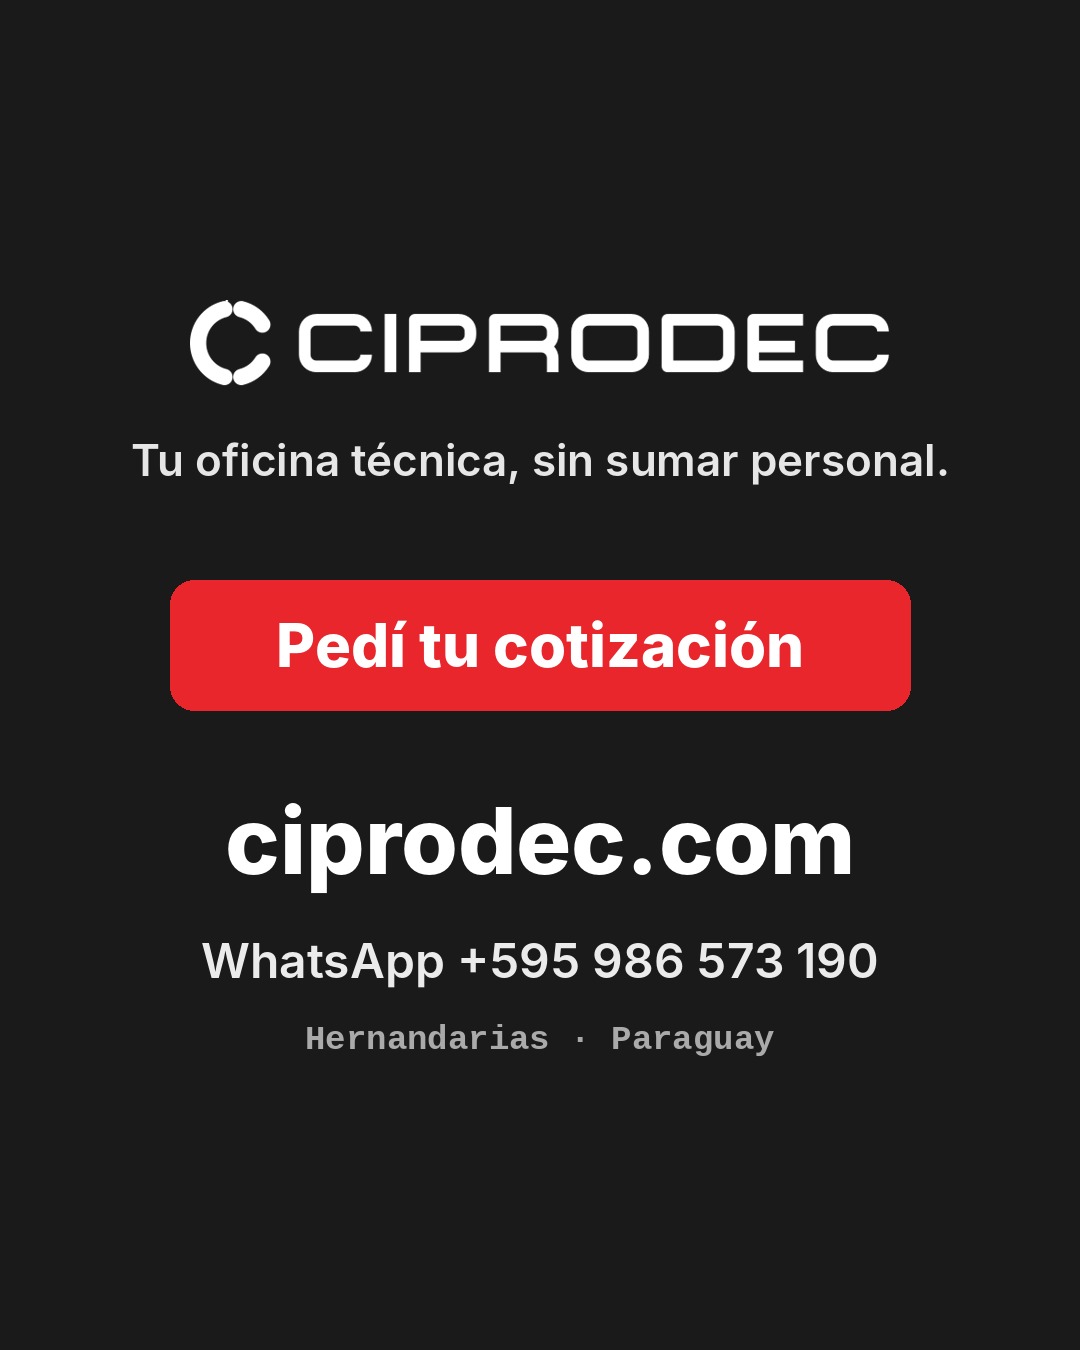 CIPRODEC
Tu oficina técnica, sin sumar personal.
Pedí tu cotización
ciprodec.com
WhatsApp +595 986 573 190
Hernandarias · Paraguay